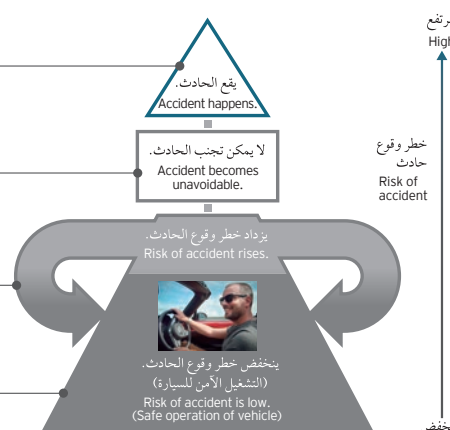 يقع الحادث.
Accident happens.
لا يمكن تجنب الحادث.
Accident becomes
unavoidable.
يزداد خطر وقوع الحادث.
Risk of accident rises.
ينخفض خطر وقوع الحادث.
(التشغيل الآمن للسيارة)
Risk of accident is low.
(Safe operation of vehicle)
High
خطر وقوع
حادث
Risk of
accident